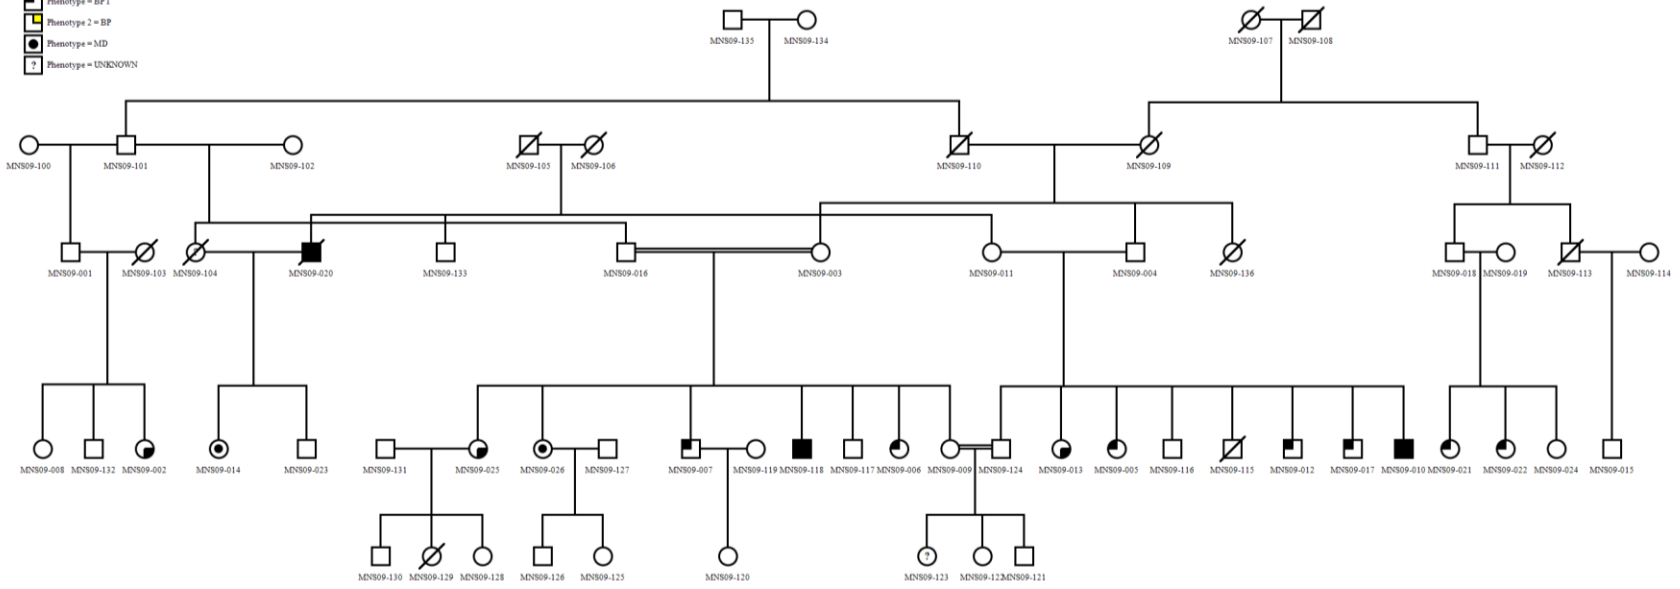 Phenotype = BP1
Phenotype 2 = BP
Phenotype = MD
? Phenotype = UNKNOWN
MNS09-135 MNS09-134 MNS09-107 MNS09-108
MNS09-100 MNS09-101 MNS09-102 MNS09-105 MNS09-106 MNS09-110 MNS09-109 MNS09-111 MNS09-112
MNS09-001 MNS09-103 MNS09-104 MNS09-020 MNS09-133 MNS09-016 MNS09-003 MNS09-011 MNS09-004 MNS09-136 MNS09-018 MNS09-019 MNS09-113 MNS09-114
MNS09-008 MNS09-132 MNS09-002 MNS09-014 MNS09-023 MNS09-131 MNS09-025 MNS09-026 MNS09-127 MNS09-007 MNS09-119 MNS09-118 MNS09-117 MNS09-006 MNS09-009 MNS09-124 MNS09-013 MNS09-005 MNS09-116 MNS09-115 MNS09-012 MNS09-017 MNS09-010 MNS09-021 MNS09-022 MNS09-024 MNS09-015
?
MNS09-130 MNS09-129 MNS09-128 MNS09-126 MNS09-125 MNS09-120 MNS09-123 MNS09-122 MNS09-121